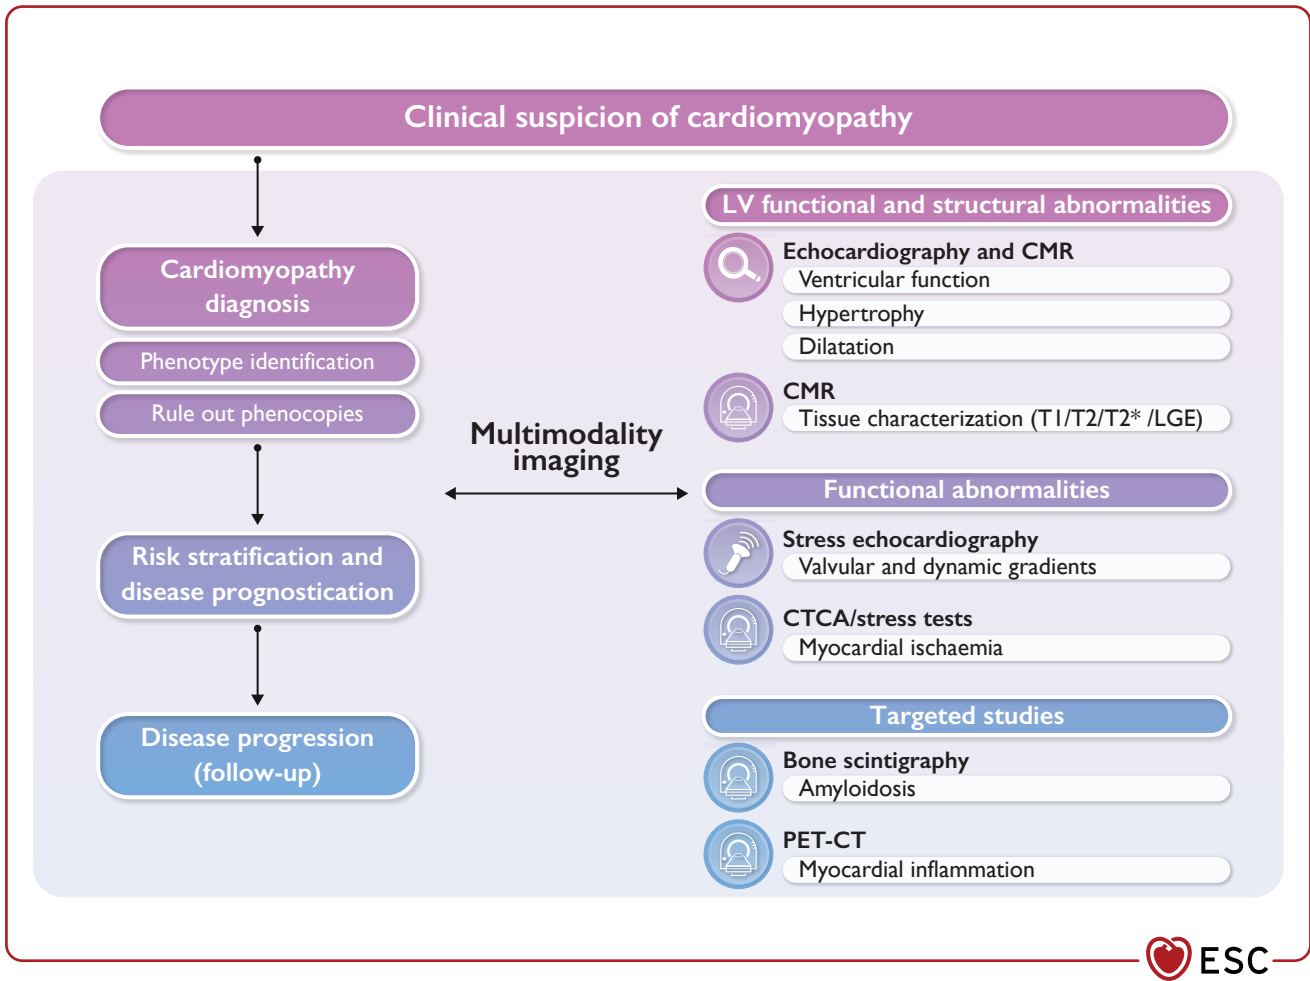 Clinical suspicion of cardiomyopathy
Cardiomyopathy
diagnosis
Phenotype identification
Rule out phenocopies
Risk stratification and
disease prognostication
Disease progression
(follow-up)
Multimodality
imaging
LV functional and structural abnormalities
Echocardiography and CMR
Ventricular function
Hypertrophy
Dilatation
CMR
Tissue characterization (T1/T2/T2* /LGE)
Functional abnormalities
Stress echocardiography
Valvular and dynamic gradients
CTCA/stress tests
Myocardial ischaemia
Targeted studies
Bone scintigraphy
Amyloidosis
PET-CT
Myocardial inflammation
ESC